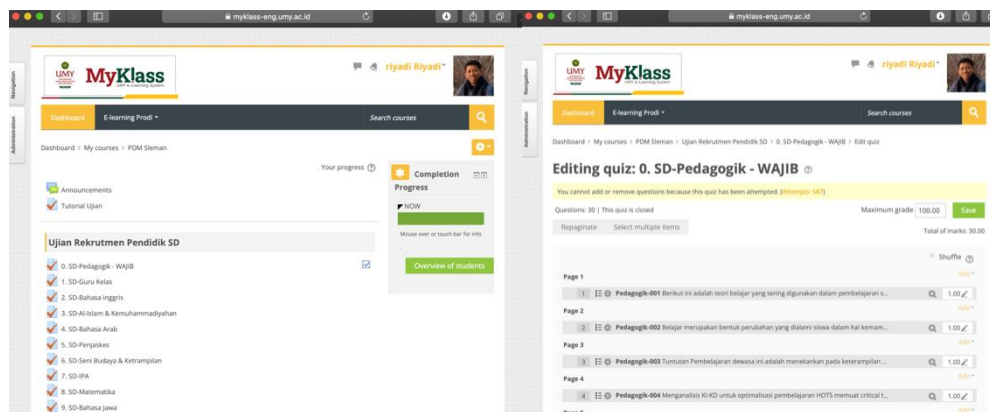 myklass-eng.umy.ac.id
Navigation
Administration
UMY
MyKlass
UMY e-Learning System
riyadi Riyadi
Dashboard
E-learning Prodi
Search courses
Dashboard › My courses › PDM Sleman
Your progress
Announcements
Tutorial Ujian
Ujian Rekrutmen Pendidik SD
0. SD-Pedagogik - WAJIB
1. SD-Guru Kelas
2. SD-Bahasa Inggris
3. SD-Al-Islam & Kemuhammadiyahan
4. SD-Bahasa Arab
5. SD-Penjaskes
6. SD-Seni Budaya & Ketrampilan
7. SD-IPA
8. SD-Matematika
9. SD-Bahasa Jawa
Completion
Progress
NOW
Mouse over or touch bar for info
.
Overview of students
myklass-eng.umy.ac.id
Navigation
Administration
UMY
MyKlass
UMY e-Learning System
riyadi Riyadi
Dashboard
E-learning Prodi
Search courses
Dashboard › My courses › PDM Sleman › Ujian Rekrutmen Pendidik SD › 0. SD-Pedagogik - WAJIB › Edit quiz
Editing quiz: 0. SD-Pedagogik - WAJIB
You cannot add or remove questions because this quiz has been attempted. (Attempts: 587)
Questions: 30 | This quiz is closed
Maximum grade 100.00 Save
Repaginate Select multiple items
Total of marks: 30.00
Shuffle
Page 1
Add
1 Pedagogik-001 Berikut ini adalah teori belajar yang sering digunakan dalam pembelajaran s... 1.00
Page 2
Add
2 Pedagogik-002 Belajar merupakan bentuk perubahan yang dialami siswa dalam hal kemam... 1.00
Page 3
Add
3 Pedagogik-003 Tuntutan Pembelajaran dewasa ini adalah menekankan pada keterampilan ... 1.00
Page 4
Add
4 Pedagogik-004 Menganalisis KI-KD untuk optimalisasi pembelajaran HOTS memuat critical t... 1.00